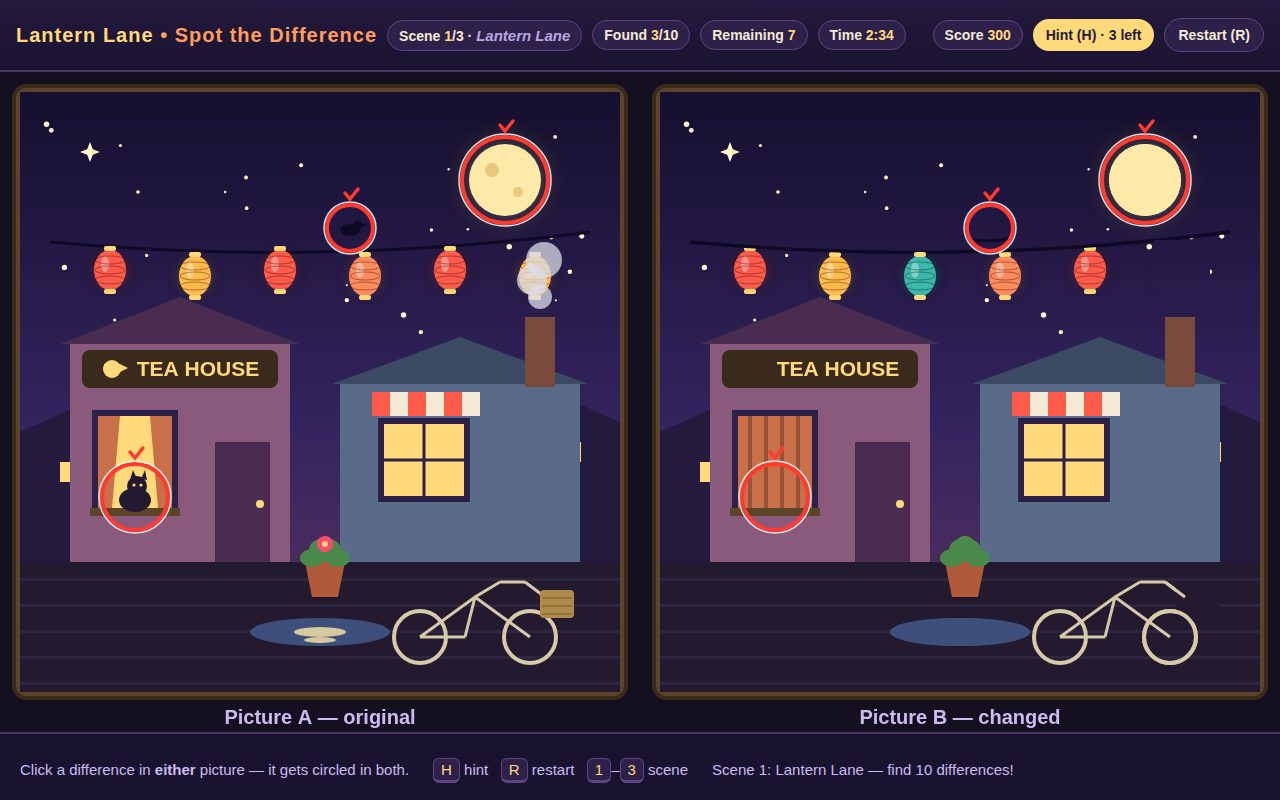 Lantern Lane • Spot the Difference
Scene 1/3 · Lantern Lane
Found 3/10
Remaining 7
Time 2:34
Score 300
Hint (H) · 3 left
Restart (R)
TEA HOUSE
TEA HOUSE
Picture A — original
Picture B — changed
Click a difference in either picture — it gets circled in both.
H hint R restart 1–3 scene
Scene 1: Lantern Lane — find 10 differences!